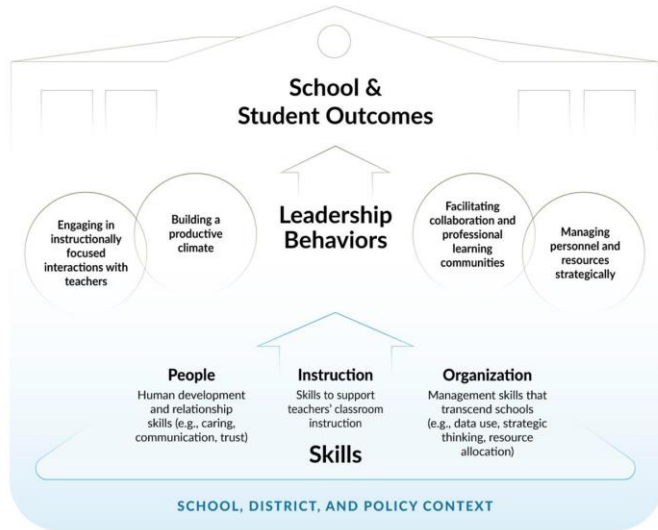 School &
Student Outcomes
Leadership
Behaviors
Engaging in
instructionally
focused
interactions with
teachers
Building a
productive
climate
Facilitating
collaboration and
professional
learning
communities
Managing
personnel and
resources
strategically
People
Human development
and relationship
skills (e.g., caring,
communication, trust)
Instruction
Skills to support
teachers' classroom
instruction
Organization
Management skills that
transcend schools
(e.g., data use, strategic
thinking, resource
allocation)
Skills
SCHOOL, DISTRICT, AND POLICY CONTEXT